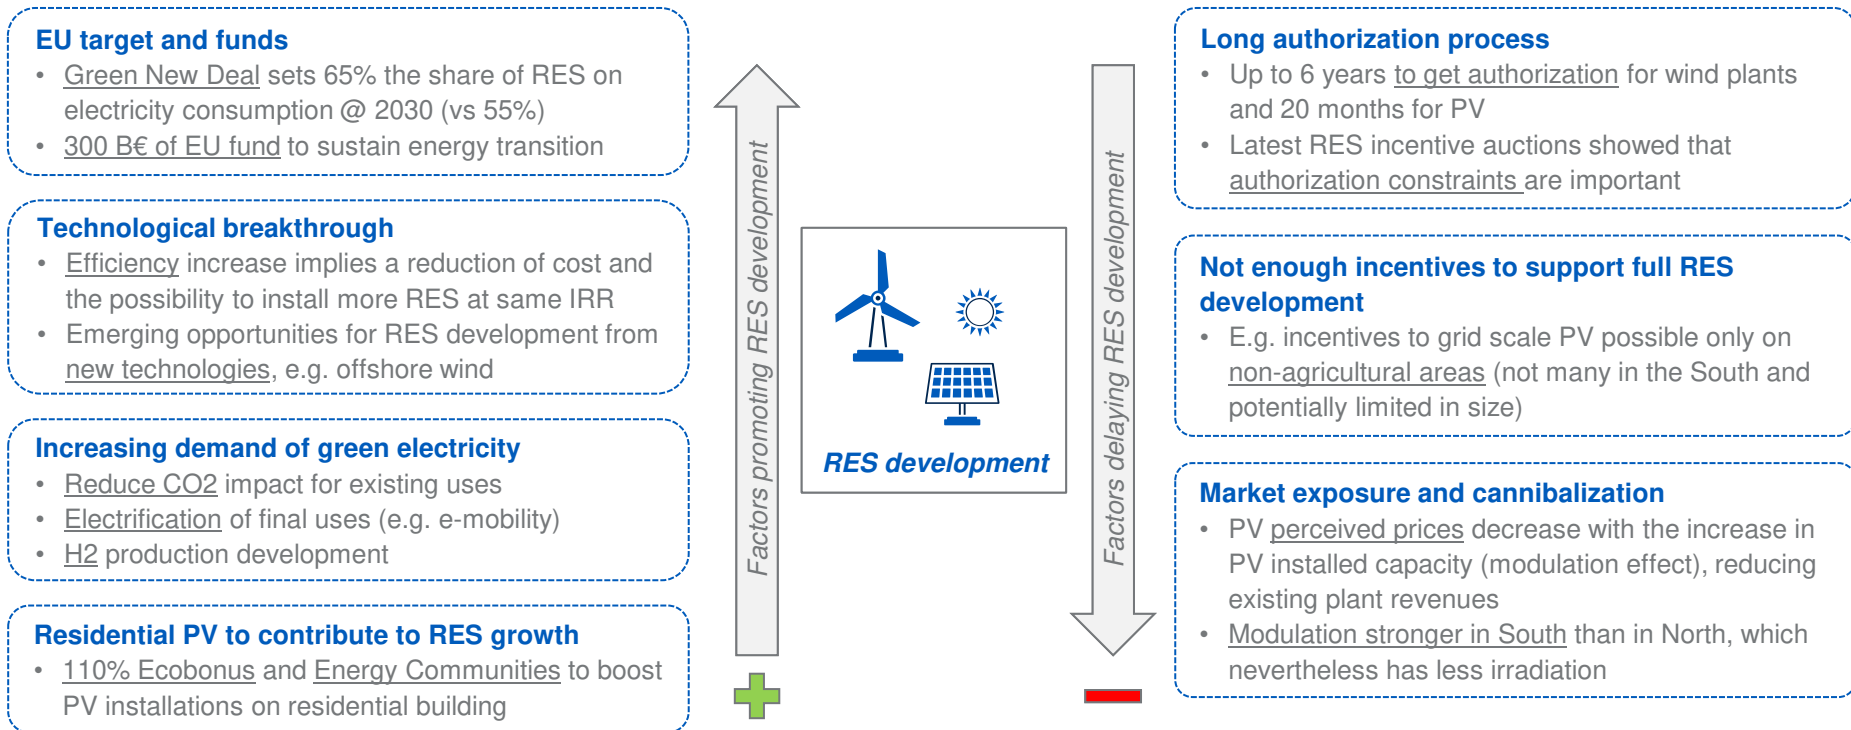 EU target and funds
• Green New Deal sets 65% the share of RES on
electricity consumption @ 2030 (vs 55%)
• 300 B€ of EU fund to sustain energy transition
Technological breakthrough
• Efficiency increase implies a reduction of cost and
the possibility to install more RES at same IRR
• Emerging opportunities for RES development from
new technologies, e.g. offshore wind
Increasing demand of green electricity
• Reduce CO2 impact for existing uses
• Electrification of final uses (e.g. e-mobility)
• H2 production development
Residential PV to contribute to RES growth
• 110% Ecobonus and Energy Communities to boost
PV installations on residential building
Factors promoting RES development
RES development
Factors delaying RES development
Long authorization process
• Up to 6 years to get authorization for wind plants
and 20 months for PV
• Latest RES incentive auctions showed that
authorization constraints are important
Not enough incentives to support full RES
development
• E.g. incentives to grid scale PV possible only on
non-agricultural areas (not many in the South and
potentially limited in size)
Market exposure and cannibalization
• PV perceived prices decrease with the increase in
PV installed capacity (modulation effect), reducing
existing plant revenues
• Modulation stronger in South than in North, which
nevertheless has less irradiation